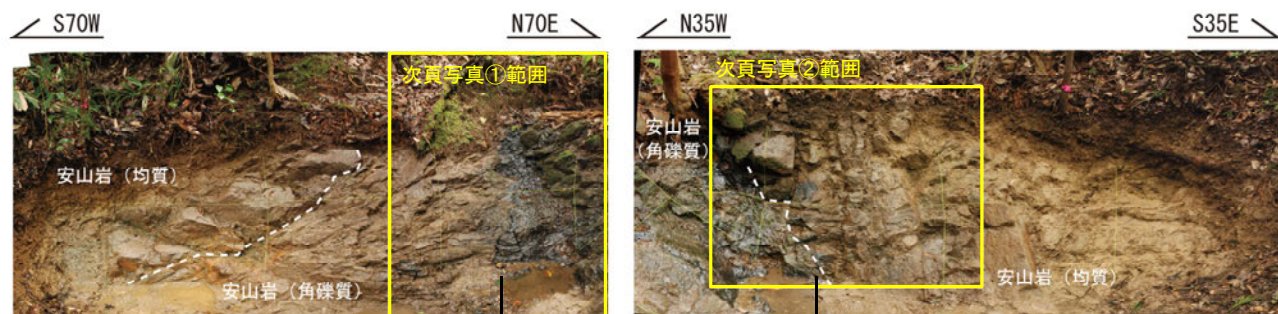 S70W
N70E
N35W
S35E
次頁写真①範囲
次頁写真②範囲
安山岩（均質）
安山岩（角礫質）
安山岩
（角礫質）
安山岩（均質）